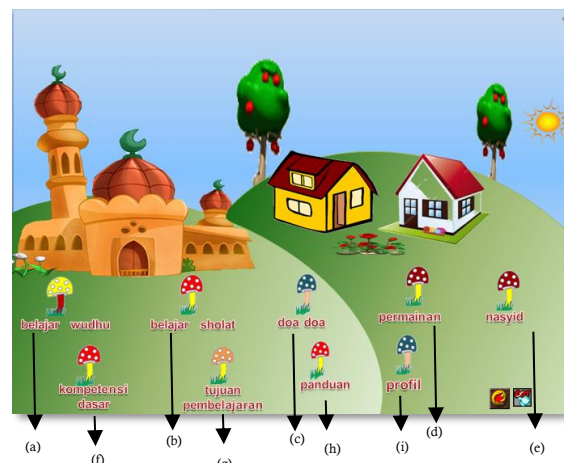 belajar wudhu
belajar sholat
doa doa
permainan
nasyid
kompetensi
dasar
tujuan
pembelajaran
panduan
profil
(a)
(b)
(c)
(h)
(i)
(d)
(e)
(f)